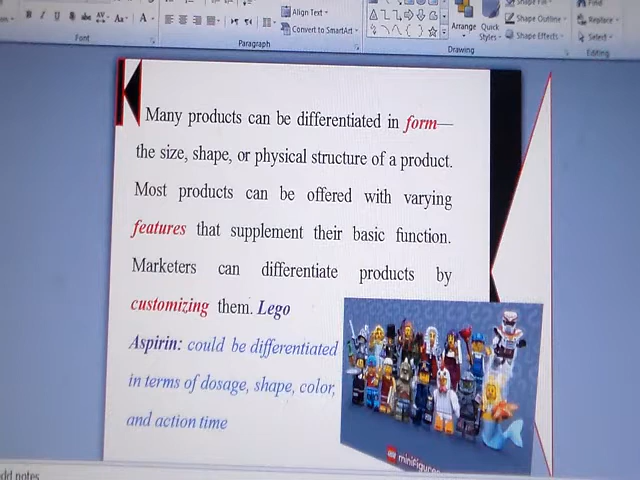 Align Text
Convert to SmartArt
Arrange
Quick
Styles
Shape Fill
Shape Outline
Shape Effects
Find
Replace
Select
Font
Paragraph
Drawing
Editing
Many products can be differentiated in form—
the size, shape, or physical structure of a product.
Most products can be offered with varying
features that supplement their basic function.
Marketers can differentiate products by
customizing them. Lego
Aspirin: could be differentiated
in terms of dosage, shape, color,
and action time
minifigures
dd notes